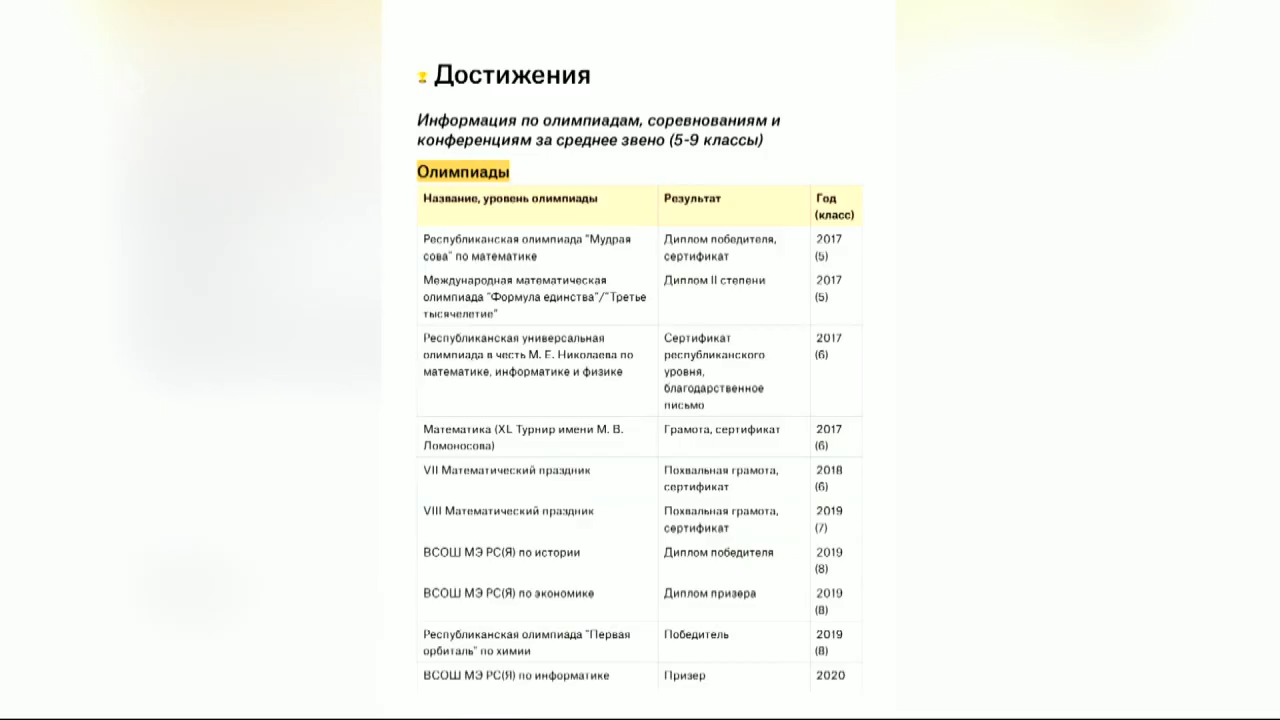 Достижения
Информация по олимпиадам, соревнованиям и
конференциям за среднее звено (5-9 классы)
Олимпиады
Название, уровень олимпиады Результат Год
(класс)
Республиканская олимпиада "Мудрая Диплом победителя, 2017
сова" по математике сертификат (5)
Международная математическая Диплом II степени 2017
олимпиада "Формула единства"/"Третье (5)
тысячелетие"
Республиканская универсальная Сертификат 2017
олимпиада в честь М. Е. Николаева по республиканского (6)
математике, информатике и физике уровня,
благодарственное
письмо
Математика (XL Турнир имени М. В. Грамота, сертификат 2017
Ломоносова) (6)
VII Математический праздник Похвальная грамота, 2018
сертификат (6)
VIII Математический праздник Похвальная грамота, 2019
сертификат (7)
ВСОШ МЭ РС(Я) по истории Диплом победителя 2019
(8)
ВСОШ МЭ РС(Я) по экономике Диплом призера 2019
(8)
Республиканская олимпиада "Первая Победитель 2019
орбиталь" по химии (8)
ВСОШ МЭ РС(Я) по информатике Призер 2020